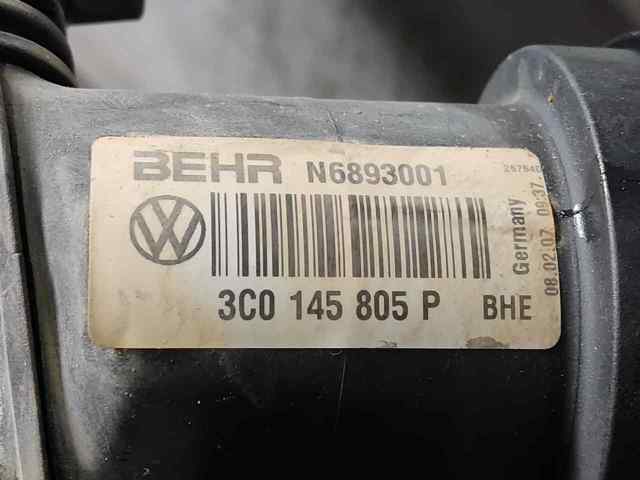 BEHR N6893001
3C0 145 805 P BHE
Germany
08.02.07 09:37